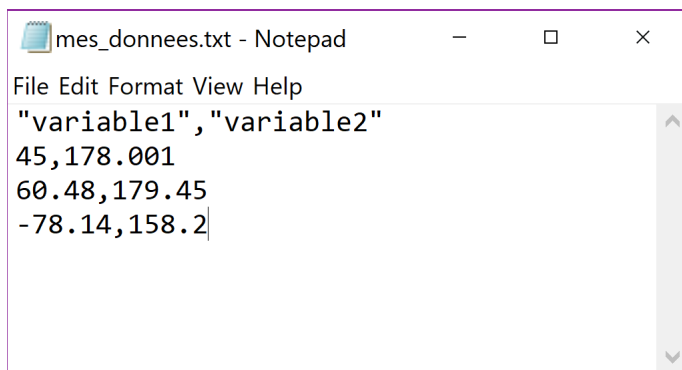 mes_donnees.txt - Notepad
File Edit Format View Help
"variable1","variable2"
45,178.001
60.48,179.45
-78.14,158.2